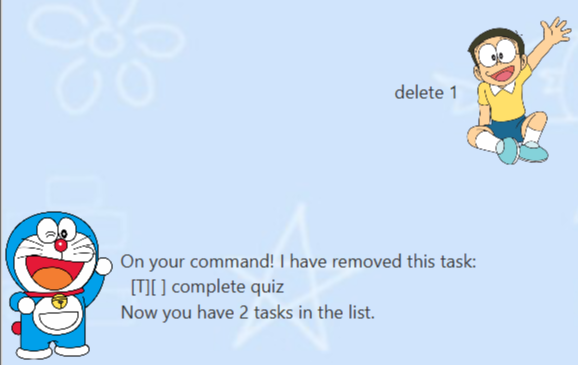 delete 1
On your command! I have removed this task:
[T][ ] complete quiz
Now you have 2 tasks in the list.